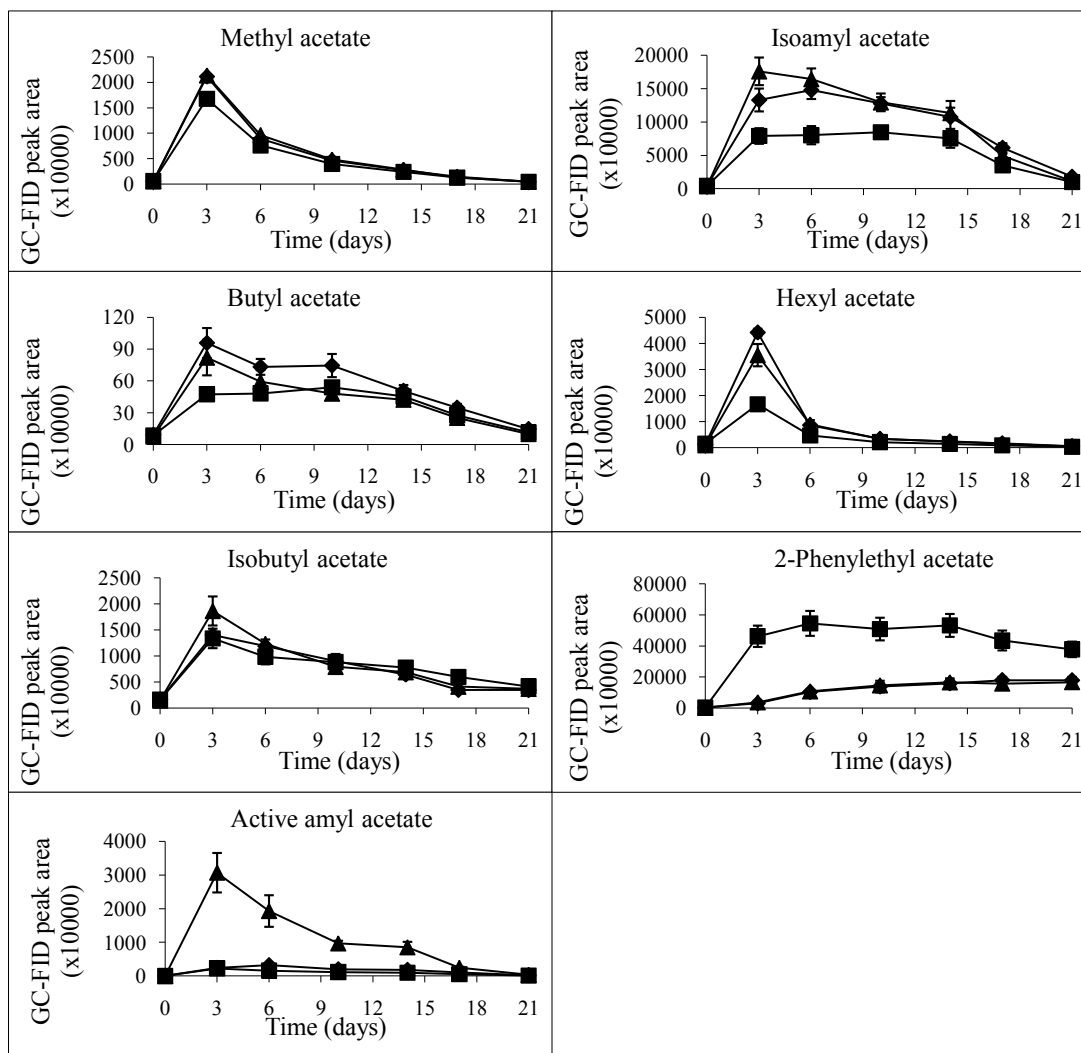 Methyl acetate
GC-FID peak area
(x10000)
2500
2000
1500
1000
500
0
0 3 6 9 12 15 18 21
Time (days)
Isoamyl acetate
GC-FID peak area
(x10000)
20000
15000
10000
5000
0
0 3 6 9 12 15 18 21
Time (days)
Butyl acetate
GC-FID peak area
(x10000)
120
90
60
30
0
0 3 6 9 12 15 18 21
Time (days)
Hexyl acetate
GC-FID peak area
(x10000)
5000
4000
3000
2000
1000
0
0 3 6 9 12 15 18 21
Time (days)
Isobutyl acetate
GC-FID peak area
(x10000)
2500
2000
1500
1000
500
0
0 3 6 9 12 15 18 21
Time (days)
2-Phenylethyl acetate
GC-FID peak area
(x10000)
80000
60000
40000
20000
0
0 3 6 9 12 15 18 21
Time (days)
Active amyl acetate
GC-FID peak area
(x10000)
4000
3000
2000
1000
0
0 3 6 9 12 15 18 21
Time (days)